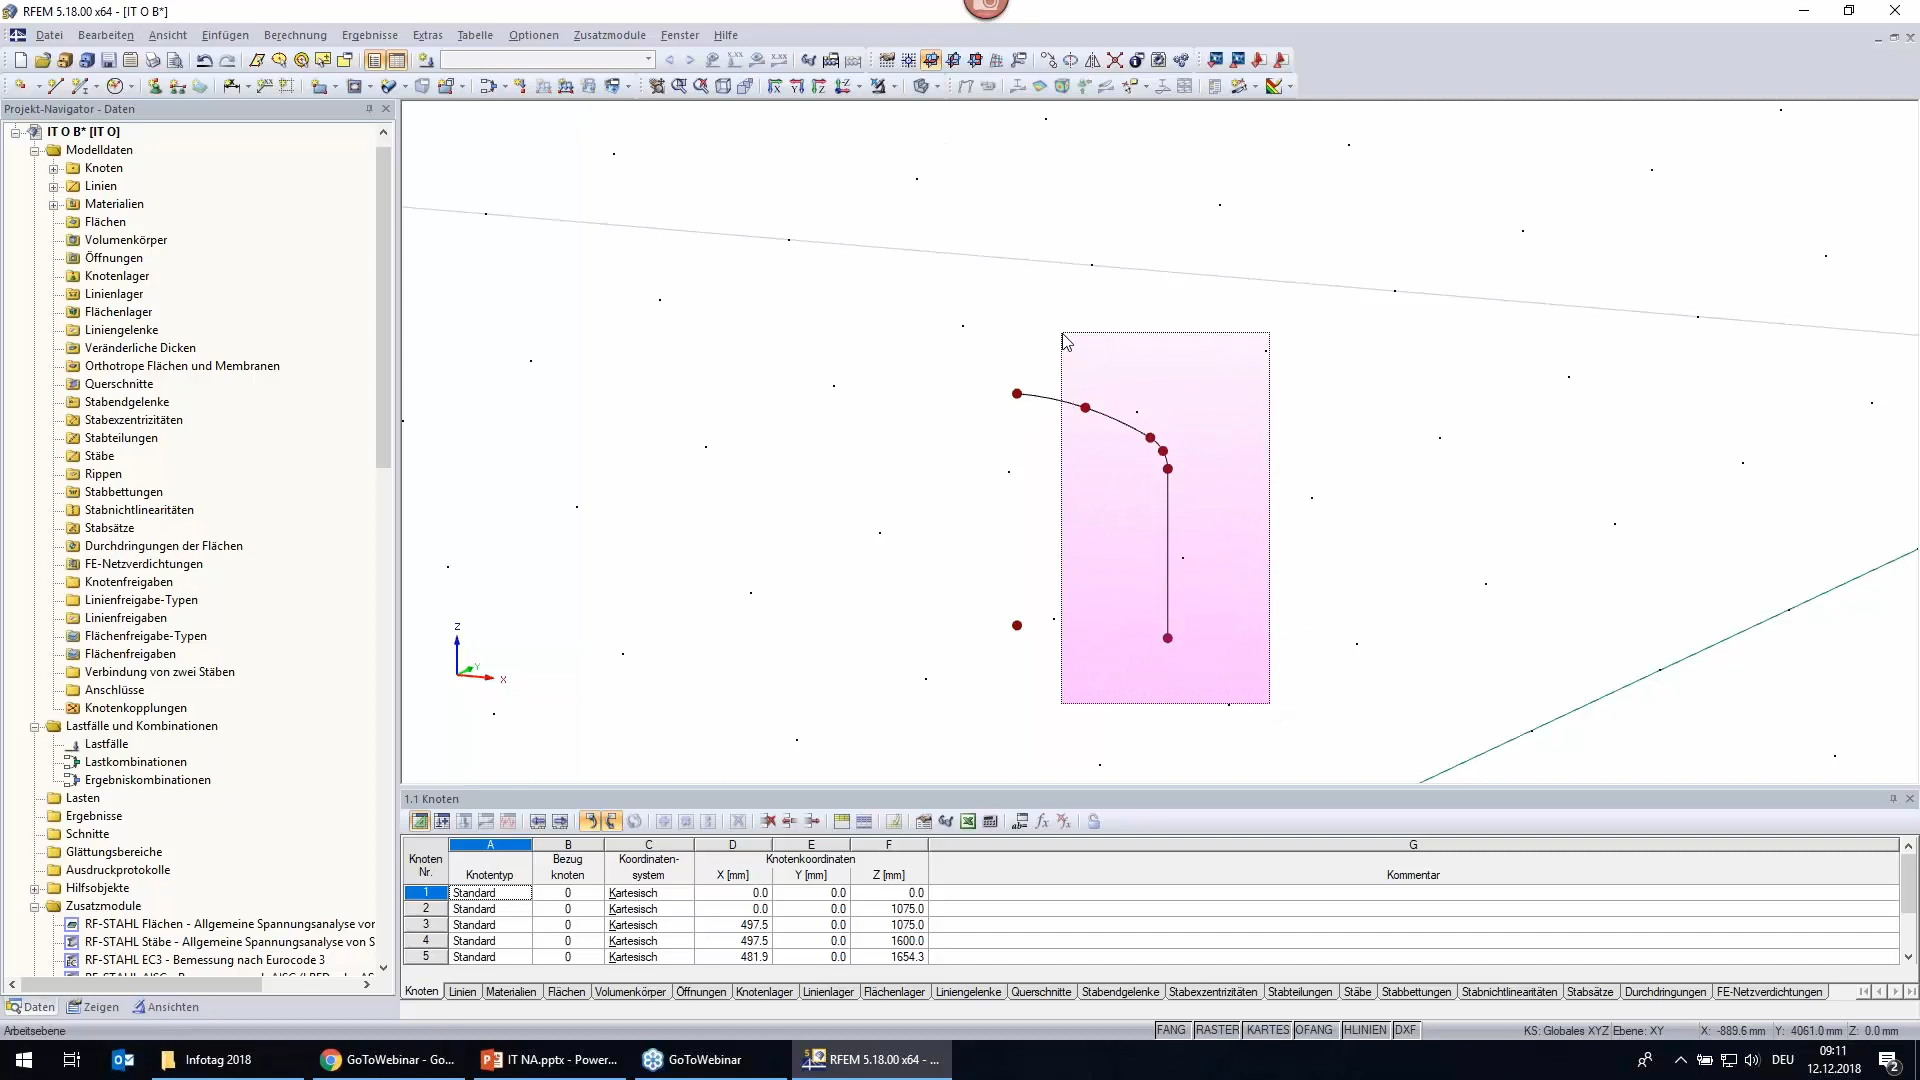 RFEM 5.18.00 x64 - [IT O B*]
Datei Bearbeiten Ansicht Einfügen Berechnung Ergebnisse Extras Tabelle Optionen Zusatzmodule Fenster Hilfe
Projekt-Navigator - Daten
IT O B* [IT O]
Modelldaten
Knoten
Linien
Materialien
Flächen
Volumenkörper
Öffnungen
Knotenlager
Linienlager
Flächenlager
Liniengelenke
Veränderliche Dicken
Orthotrope Flächen und Membranen
Querschnitte
Stabendgelenke
Stabexzentrizitäten
Stabteilungen
Stäbe
Rippen
Stabbettungen
Stabnichtlinearitäten
Stabsätze
Durchdringungen der Flächen
FE-Netzverdichtungen
Knotenfreigaben
Linienfreigabe-Typen
Linienfreigaben
Flächenfreigabe-Typen
Flächenfreigaben
Verbindung von zwei Stäben
Anschlüsse
Knotenkopplungen
Lastfälle und Kombinationen
Lastfälle
Lastkombinationen
Ergebniskombinationen
Lasten
Ergebnisse
Schnitte
Glättungsbereiche
Ausdruckprotokolle
Hilfsobjekte
Zusatzmodule
RF-STAHL Flächen - Allgemeine Spannungsanalyse vor
RF-STAHL Stäbe - Allgemeine Spannungsanalyse von S
RF-STAHL EC3 - Bemessung nach Eurocode 3
Daten Zeigen Ansichten
Z
Y
X
1.1 Knoten
A B C D E F G
Knoten Bezug Koordinaten- Knotenkoordinaten
Nr. Knotentyp knoten system X [mm] Y [mm] Z [mm] Kommentar
1 Standard 0 Kartesisch 0.0 0.0 0.0
2 Standard 0 Kartesisch 0.0 0.0 1075.0
3 Standard 0 Kartesisch 497.5 0.0 1075.0
4 Standard 0 Kartesisch 497.5 0.0 1600.0
5 Standard 0 Kartesisch 481.9 0.0 1654.3
Knoten Linien Materialien Flächen Volumenkörper Öffnungen Knotenlager Linienlager Flächenlager Liniengelenke Querschnitte Stabendgelenke Stabexzentrizitäten Stabteilungen Stäbe Stabbettungen Stabnichtlinearitäten Stabsätze Durchdringungen FE-Netzverdichtungen
Arbeitsebene FANG RASTER KARTES OFANG HLINIEN DXF KS: Globales XYZ Ebene: XY X: -889.6 mm Y: 4061.0 mm Z: 0.0 mm
Infotag 2018 GoToWebinar - Go... IT NA.pptx - Power... GoToWebinar RFEM 5.18.00 x64 - ... DEU 09:11
12.12.2018
2